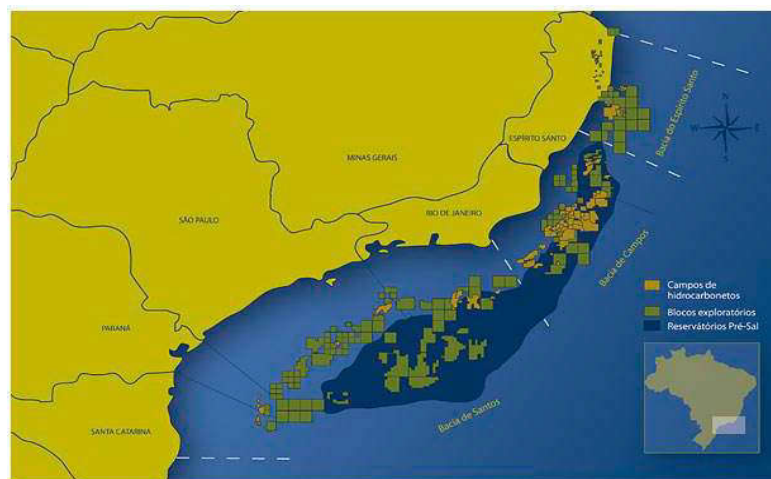 Bacia do Espírito Santo
N
W
E
S
ESPÍRITO SANTO
MINAS GERAIS
SÃO PAULO
RIO DE JANEIRO
Bacia de Campos
Campos de
hidrocarbonetos
Blocos exploratórios
Reservatórios Pré-Sal
PARANÁ
Bacia de Santos
SANTA CATARINA